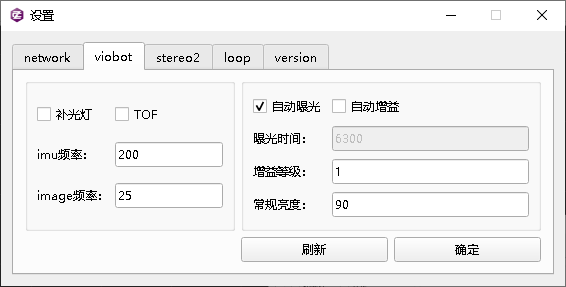 设置
network viobot stereo2 loop version
补光灯 TOF
imu频率: 200
image频率: 25
自动曝光 自动增益
曝光时间: 6300
增益等级: 1
常规亮度: 90
刷新 确定